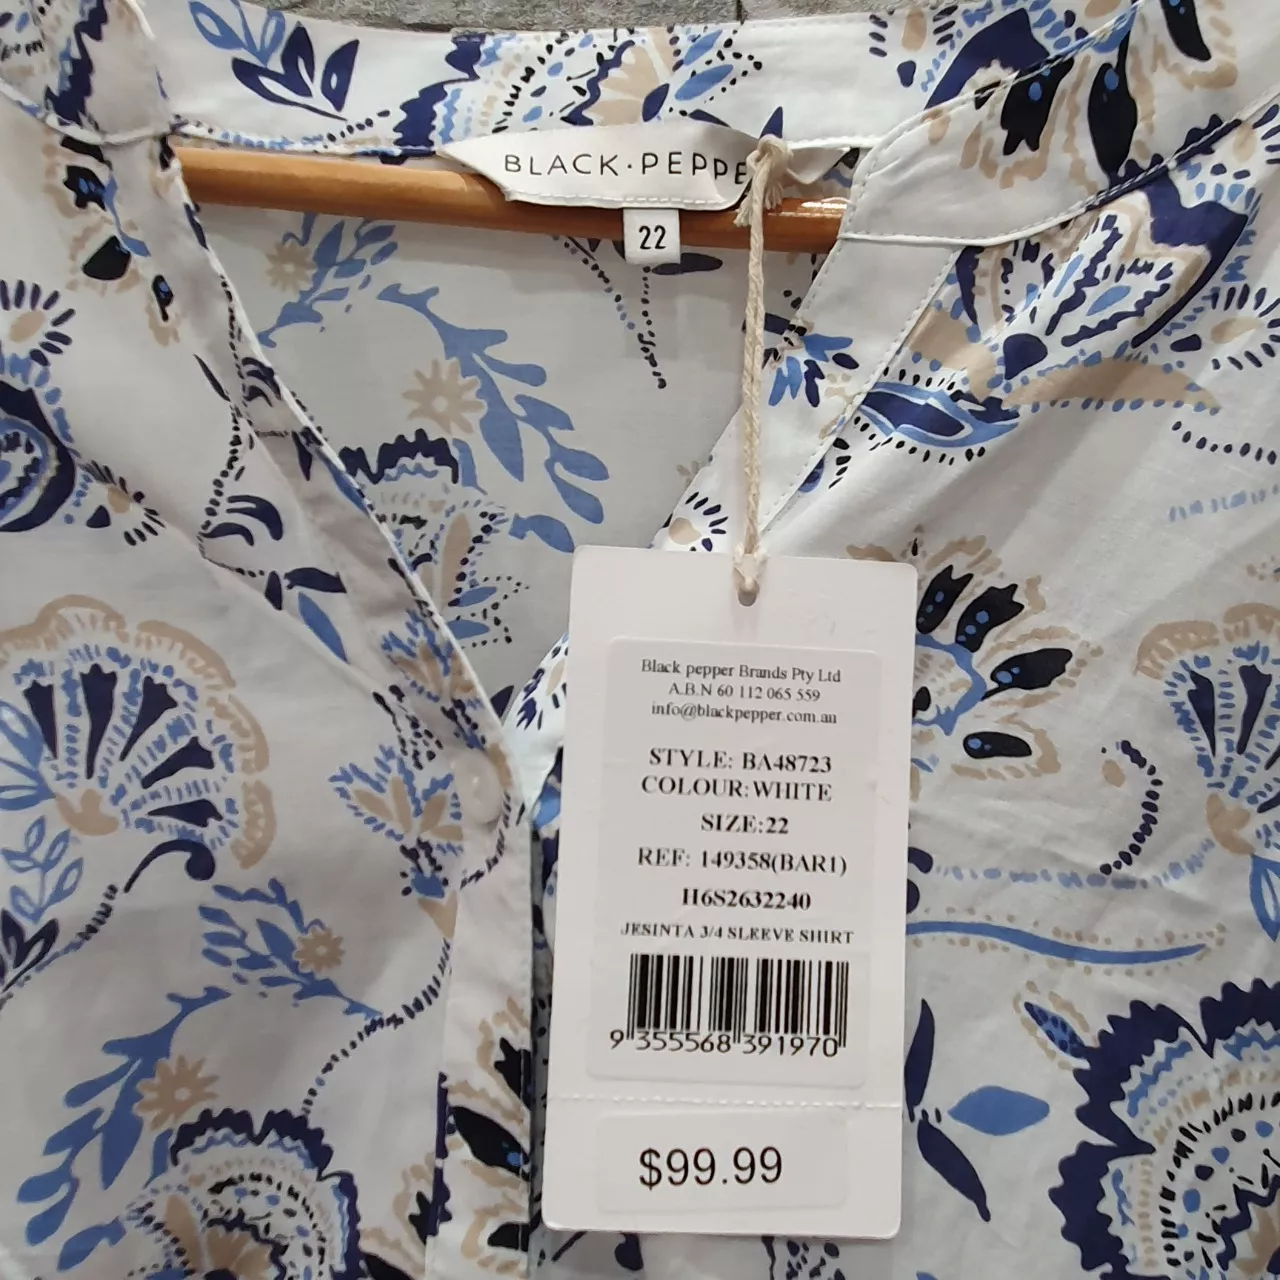 BLACK·PEPPE
22
Black pepper Brands Pty Ltd
A.B.N 60 112 065 559
info@blackpepper.com.au
STYLE: BA48723
COLOUR:WHITE
SIZE:22
REF: 149358(BAR1)
H6S2632240
JESINTA 3/4 SLEEVE SHIRT
9 355568 391970
$99.99